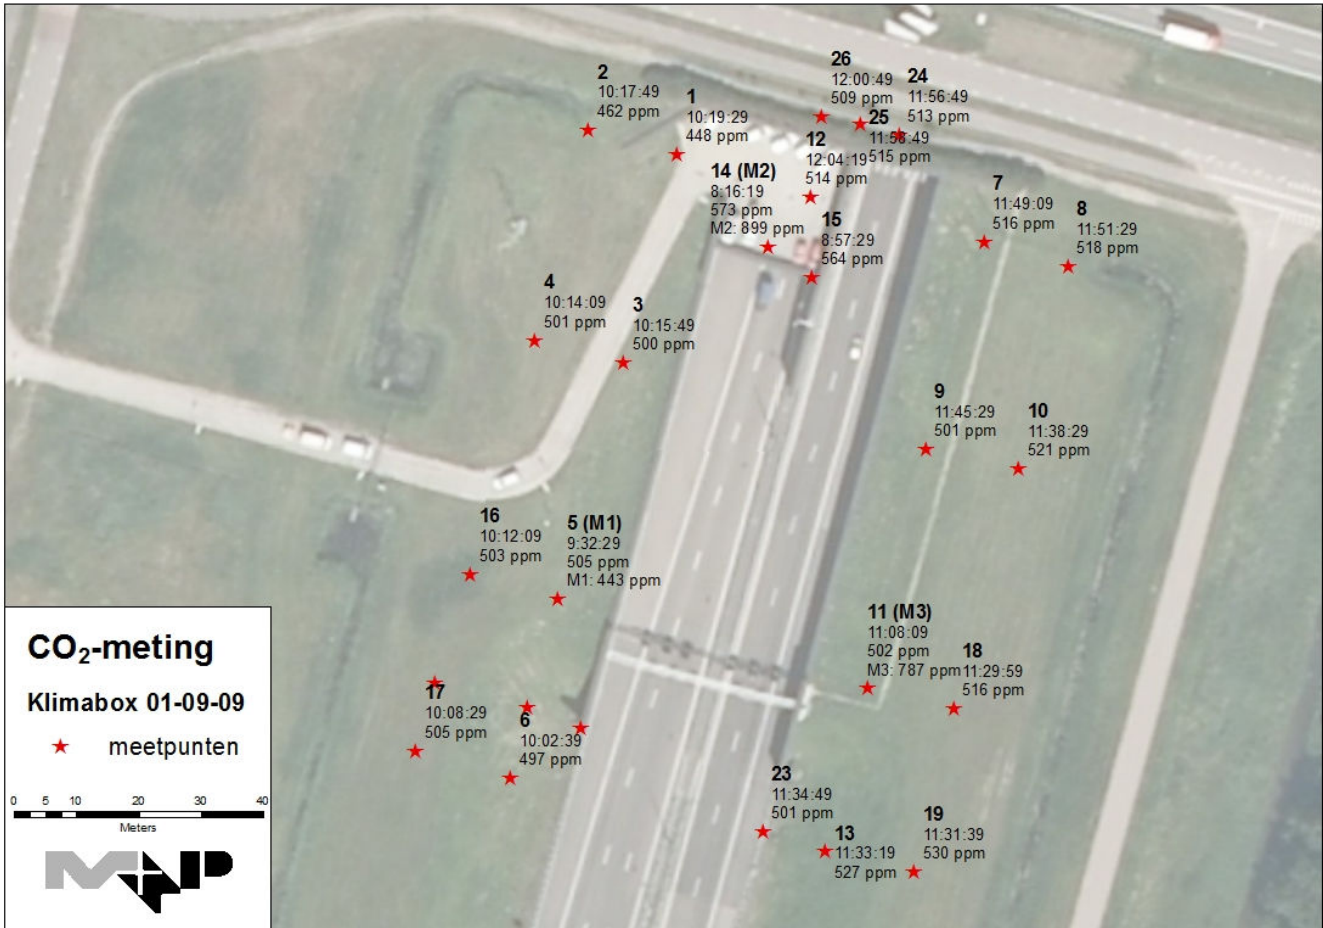 2
10:17:49
462 ppm
1
10:19:29
448 ppm
26
12:00:49
509 ppm
24
11:56:49
513 ppm
25
11:58:49
515 ppm
12
12:04:19
514 ppm
14 (M2)
8:16:19
573 ppm
M2: 899 ppm
15
8:57:29
564 ppm
7
11:49:09
516 ppm
8
11:51:29
518 ppm
4
10:14:09
501 ppm
3
10:15:49
500 ppm
9
11:45:29
501 ppm
10
11:38:29
521 ppm
16
10:12:09
503 ppm
5 (M1)
9:32:29
505 ppm
M1: 443 ppm
11 (M3)
11:08:09
502 ppm
M3: 787 ppm
18
11:29:59
516 ppm
17
10:08:29
505 ppm
6
10:02:39
497 ppm
23
11:34:49
501 ppm
13
11:33:19
527 ppm
19
11:31:39
530 ppm
CO₂-meting
Klimabox 01-09-09
meetpunten
0 5 10 20 30 40
Meters
M+P